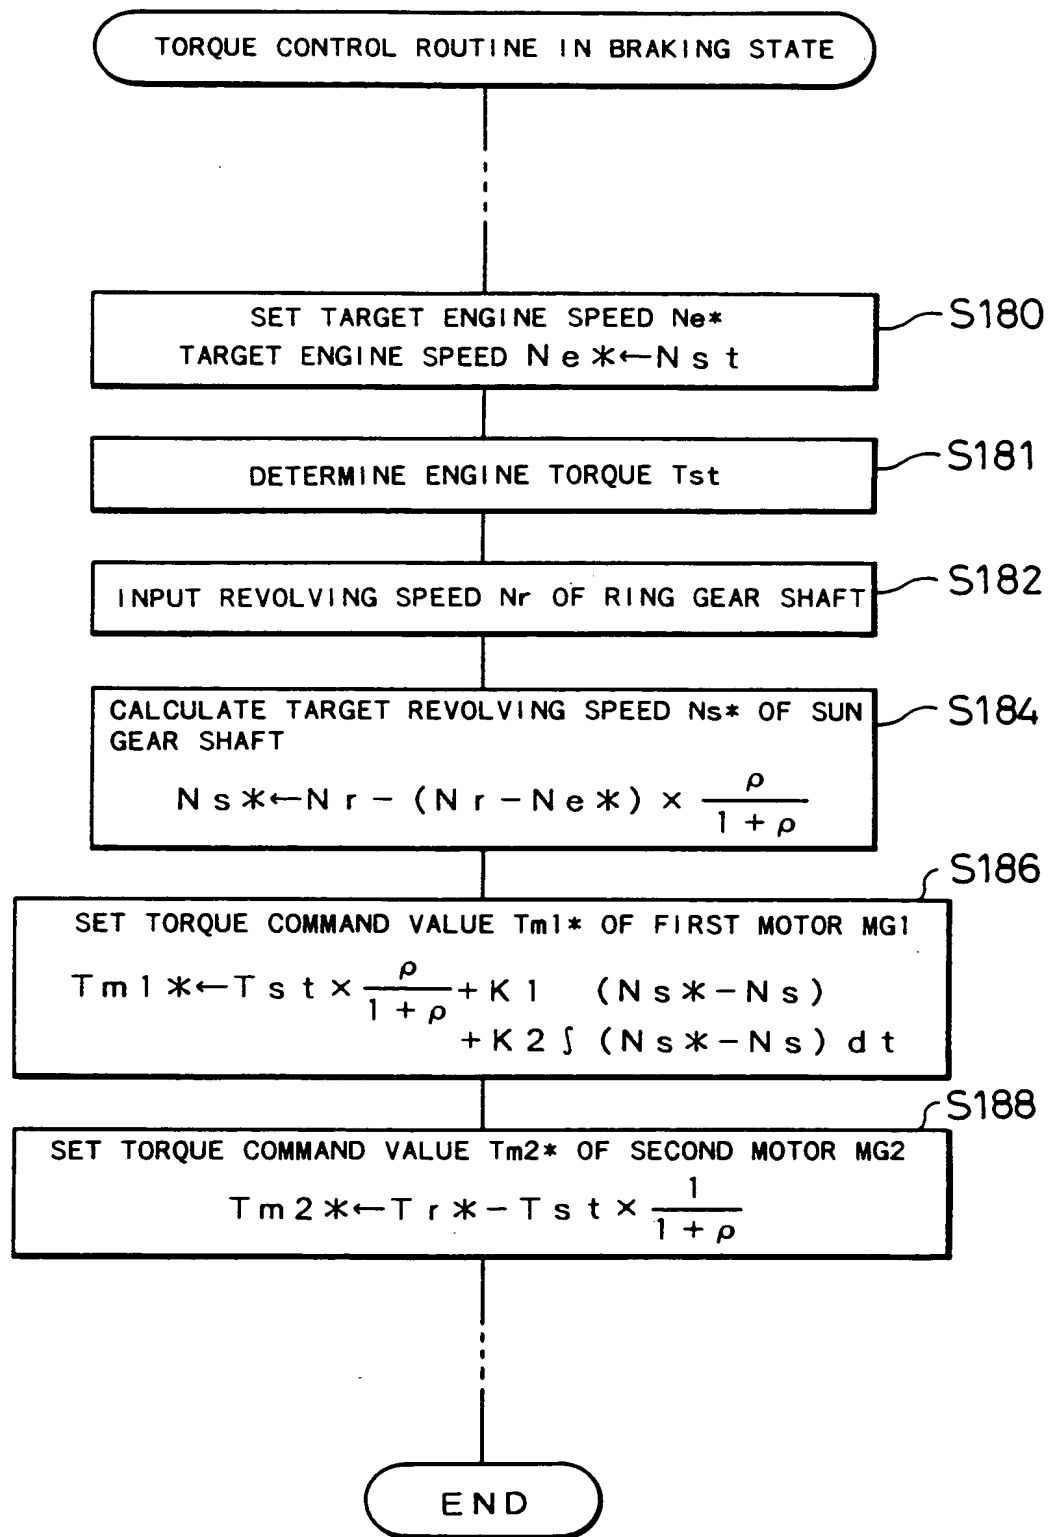 TORQUE CONTROL ROUTINE IN BRAKING STATE
SET TARGET ENGINE SPEED Ne*
TARGET ENGINE SPEED Ne*←Nst
S180
DETERMINE ENGINE TORQUE Tst
S181
INPUT REVOLVING SPEED Nr OF RING GEAR SHAFT
S182
CALCULATE TARGET REVOLVING SPEED Ns* OF SUN
GEAR SHAFT
Ns*←Nr-(Nr-Ne*)×ρ/(1+ρ)
S184
S186
SET TORQUE COMMAND VALUE Tm1* OF FIRST MOTOR MG1
Tm1*←Tst×ρ/(1+ρ)+K1 (Ns*-Ns)
+K2∫(Ns*-Ns)dt
S188
SET TORQUE COMMAND VALUE Tm2* OF SECOND MOTOR MG2
Tm2*←Tr*-Tst×1/(1+ρ)
END